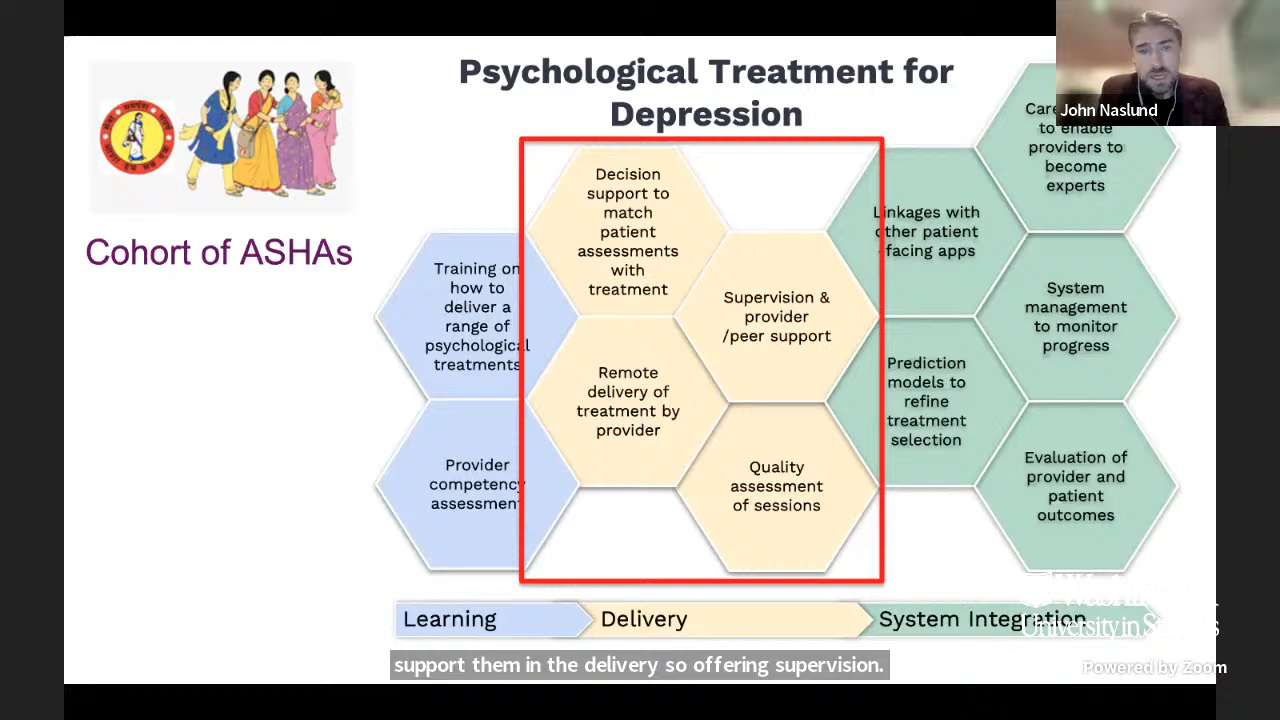 Psychological Treatment for
Depression
John Naslund
Cohort of ASHAs
Training on
how to
deliver a
range of
psychological
treatments
Provider
competency
assessment
Decision
support to
match
patient
assessments
with
treatment
Remote
delivery of
treatment by
provider
Supervision &
provider
/peer support
Quality
assessment
of sessions
Linkages with
other patient
facing apps
Prediction
models to
refine
treatment
selection
to enable
providers to
become
experts
System
management
to monitor
progress
Evaluation of
provider and
patient
outcomes
Learning
Delivery
System Integration
University in St
support them in the delivery so offering supervision.
Powered by Zoom